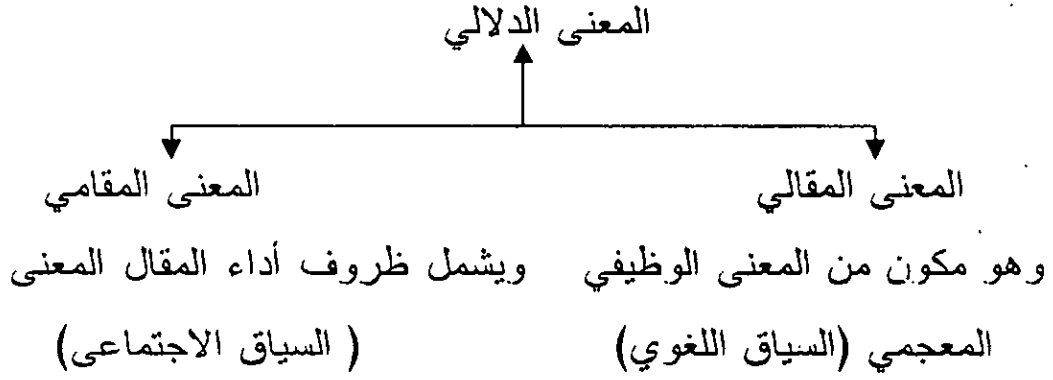 المعنى الدلالي
المعنى المقالي المعنى المقامي
وهو مكون من المعنى الوظيفي ويشمل ظروف أداء المقال المعنى
المعجمي (السياق اللغوي) ( السياق الاجتماعى)